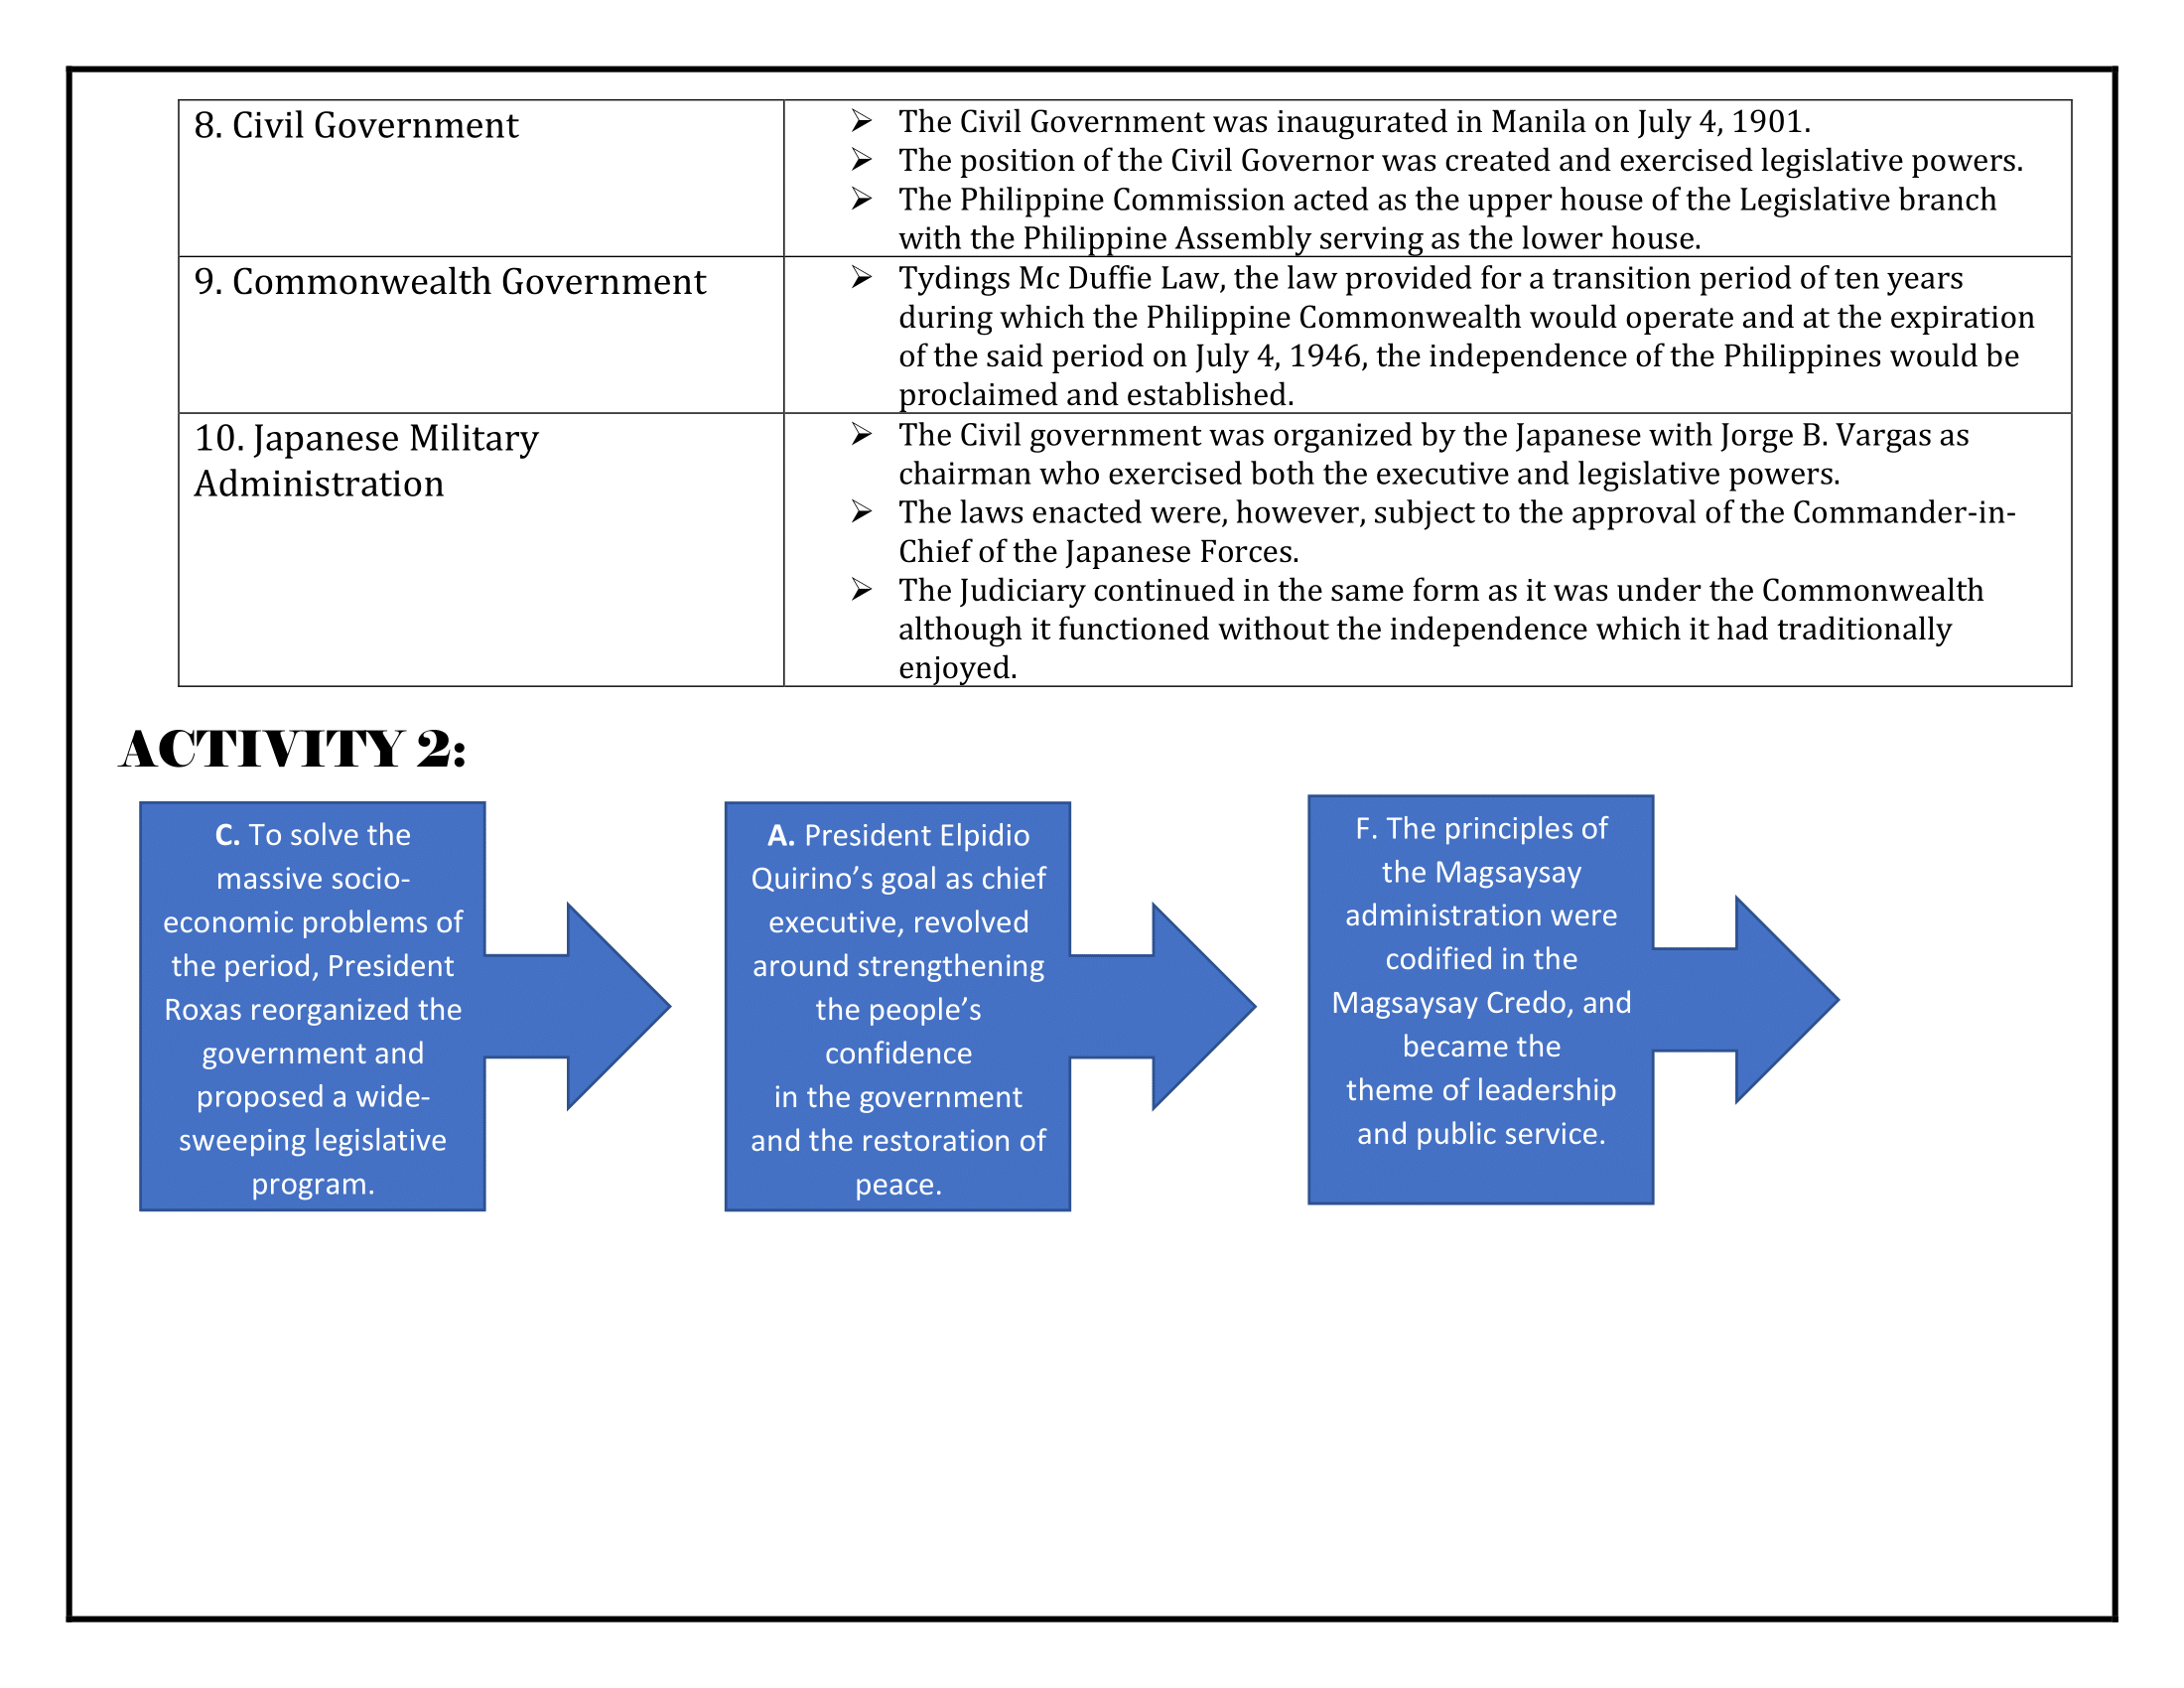 8. Civil Government
➢ The Civil Government was inaugurated in Manila on July 4, 1901.
➢ The position of the Civil Governor was created and exercised legislative powers.
➢ The Philippine Commission acted as the upper house of the Legislative branch
with the Philippine Assembly serving as the lower house.
9. Commonwealth Government
➢ Tydings Mc Duffie Law, the law provided for a transition period of ten years
during which the Philippine Commonwealth would operate and at the expiration
of the said period on July 4, 1946, the independence of the Philippines would be
proclaimed and established.
10. Japanese Military
Administration
➢ The Civil government was organized by the Japanese with Jorge B. Vargas as
chairman who exercised both the executive and legislative powers.
➢ The laws enacted were, however, subject to the approval of the Commander-in-
Chief of the Japanese Forces.
➢ The Judiciary continued in the same form as it was under the Commonwealth
although it functioned without the independence which it had traditionally
enjoyed.
ACTIVITY 2:
C. To solve the
massive socio-
economic problems of
the period, President
Roxas reorganized the
government and
proposed a wide-
sweeping legislative
program.
A. President Elpidio
Quirino’s goal as chief
executive, revolved
around strengthening
the people’s
confidence
in the government
and the restoration of
peace.
F. The principles of
the Magsaysay
administration were
codified in the
Magsaysay Credo, and
became the
theme of leadership
and public service.